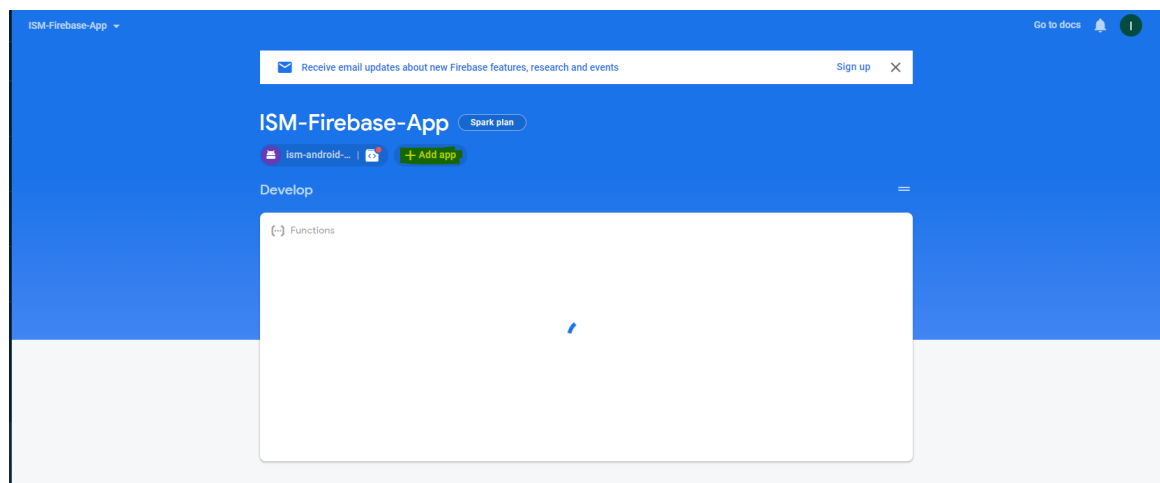 ISM-Firebase-App
Go to docs
I
Receive email updates about new Firebase features, research and events
Sign up
ISM-Firebase-App
Spark plan
ism-android-... |
+ Add app
Develop
Functions